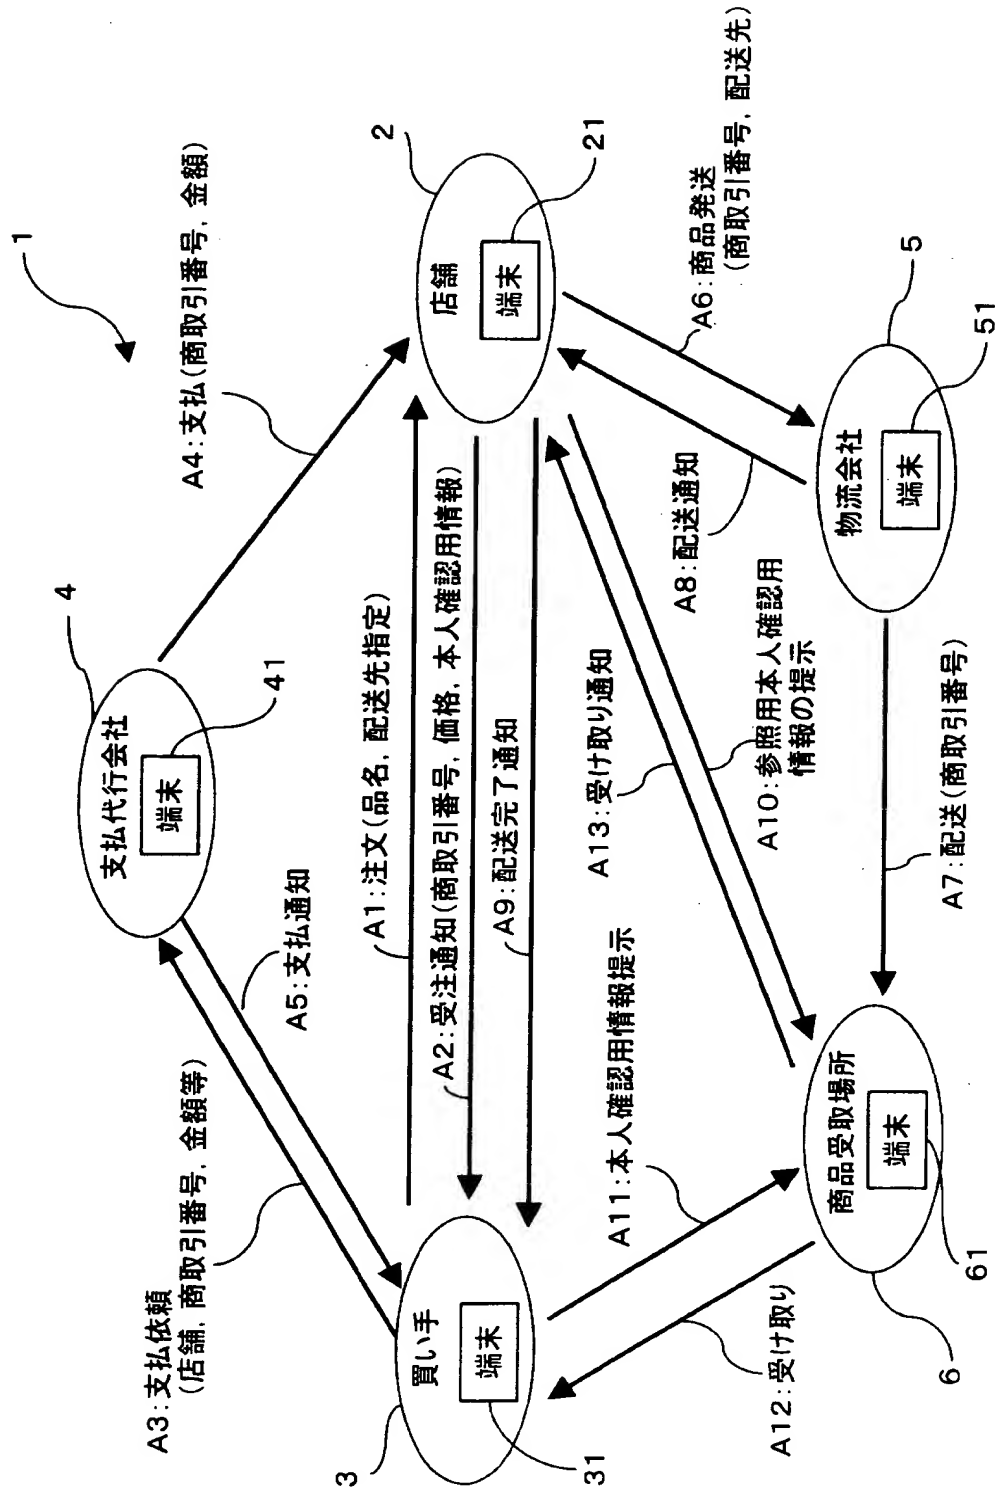 1
A4:支払(商取引番号,金額)
4
支払代行会社
端末
41
A5:支払通知
A3:支払依頼
(店舗,商取引番号,金額等)
2
店舗
端末
21
A1:注文(品名,配送先指定)
A2:受注通知(商取引番号,価格,本人確認用情報)
A9:配送完了通知
3
買い手
端末
31
A6:商品発送
(商取引番号,配送先)
A8:配送通知
A13:受け取り通知
A10:参照用本人確認用
情報の提示
A11:本人確認用情報提示
A12:受け取り
5
物流会社
端末
51
A7:配送(商取引番号)
商品受取場所
端末
61
6